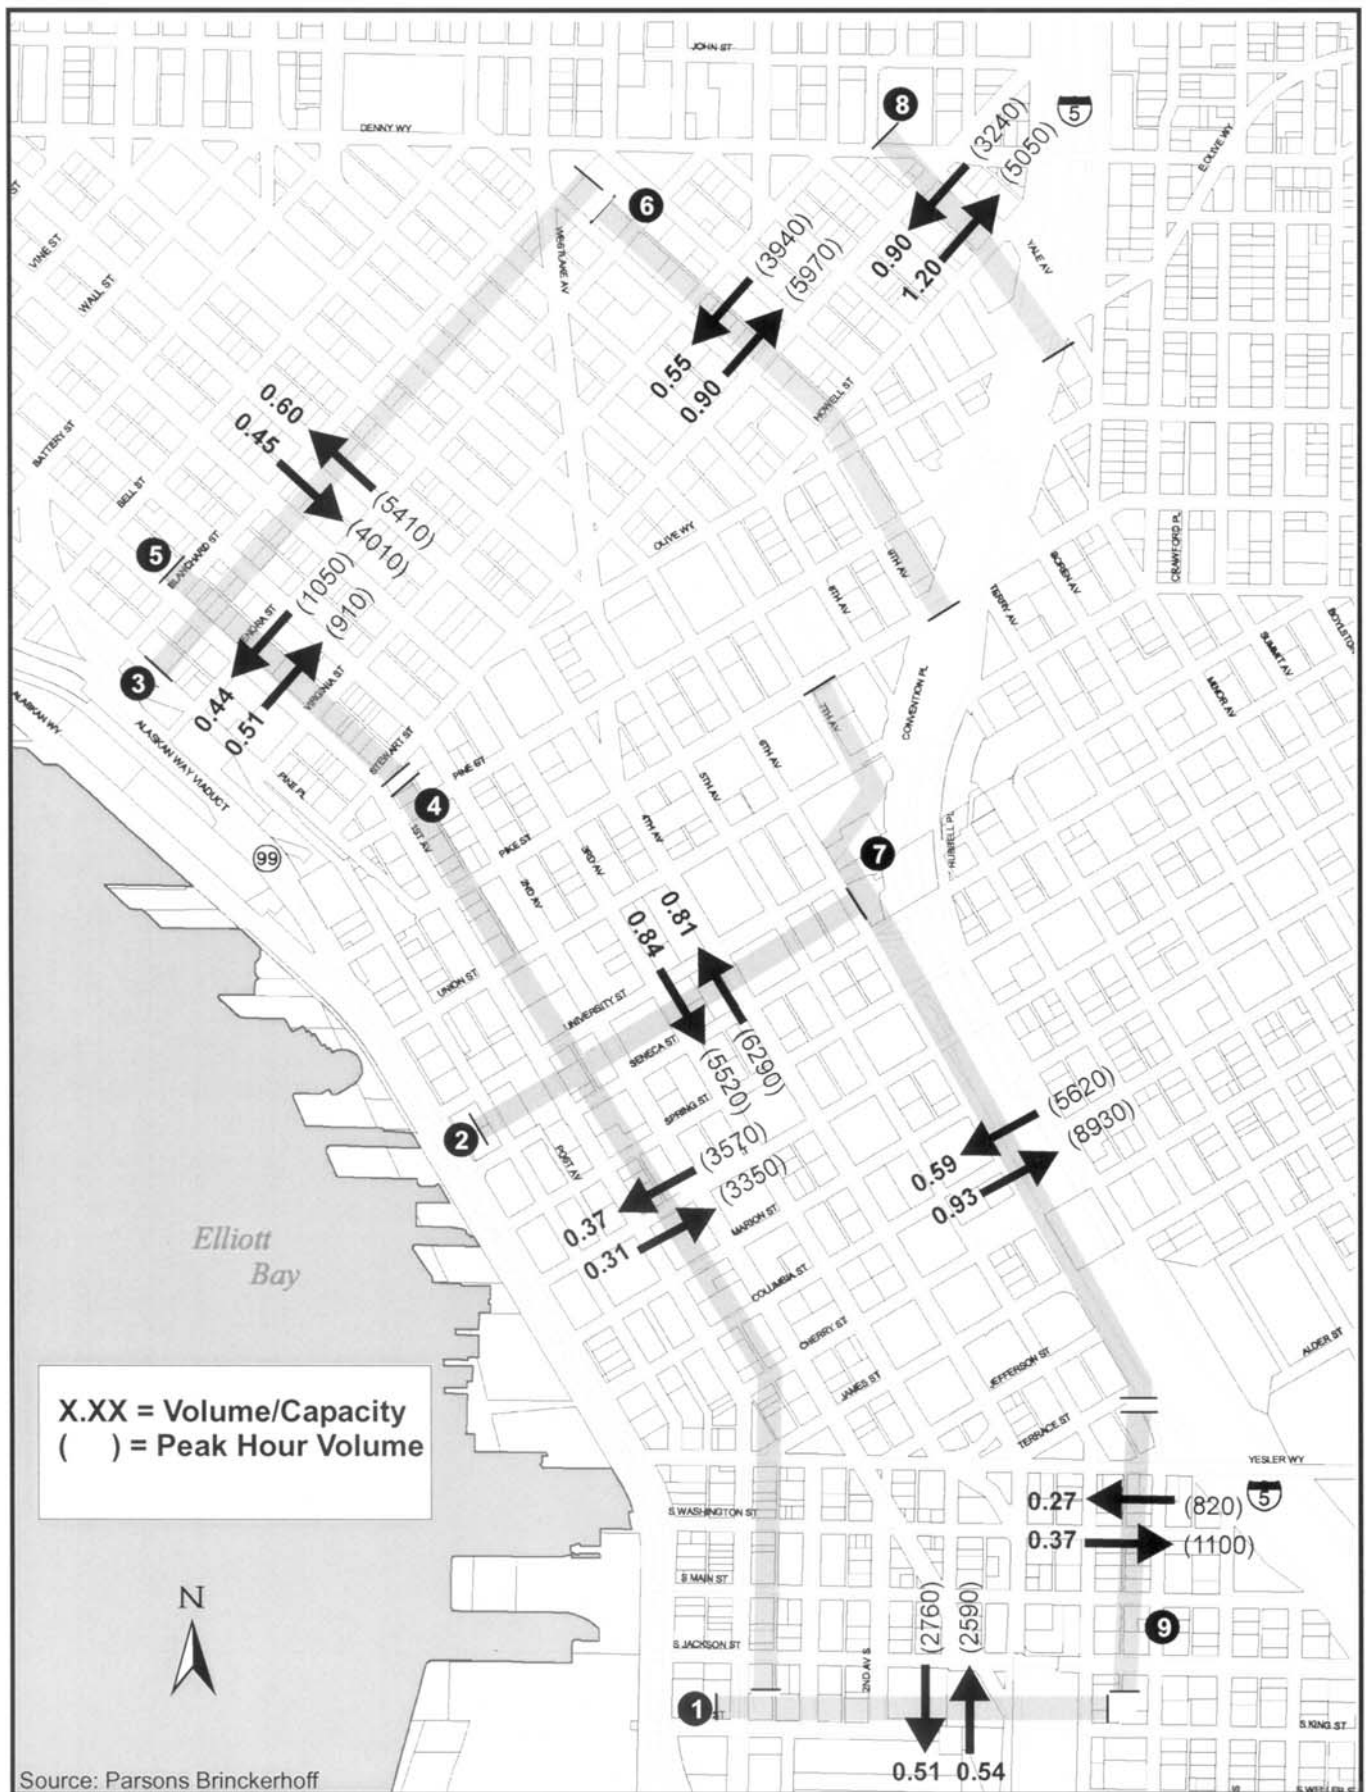 JOHN ST
8
(3240)
(5050)
5
DENNY WY
E OLIVE WY
6
(3940)
(5970)
0.90
1.20
YALE AV
VINE ST
WALL ST
WESTLAKE AV
0.55
0.90
HOWELL ST
0.60
0.45
BATTERY ST
BELL ST
(5410)
(4010)
5
BLANCHARD ST
(1050)
(910)
OLIVE WY
9TH AV
8TH AV
TERRY AV
BOREN AV
CRAWFORD PL
SUMMIT AV
MINOR AV
3
VIRGINIA ST
0.44
0.51
ALASKAN WY
ALASKAN WAY VIADUCT
PIKE PL
STEWART ST
PINE ST
4
1ST AV
7TH AV
CONVENTION PL
6TH AV
5TH AV
4TH AV
3RD AV
PIKE ST
2ND AV
99
7
HUBBELL PL
0.81
0.84
UNION ST
UNIVERSITY ST
SENECA ST
SPRING ST
(6290)
(5520)
2
POST AV
(3570)
(3350)
(5620)
(8930)
0.59
0.93
0.37
0.31
MARION ST
Elliott
Bay
COLUMBIA ST
CHERRY ST
JAMES ST
JEFFERSON ST
TERRACE ST
ALDER ST
X.XX = Volume/Capacity
( ) = Peak Hour Volume
YESLER WY
5
S WASHINGTON ST
0.27
(820)
0.37
(1100)
S MAIN ST
(2760)
(2590)
N
S JACKSON ST
2ND AV S
9
1
ST
S KING ST
0.51 0.54
Source: Parsons Brinckerhoff